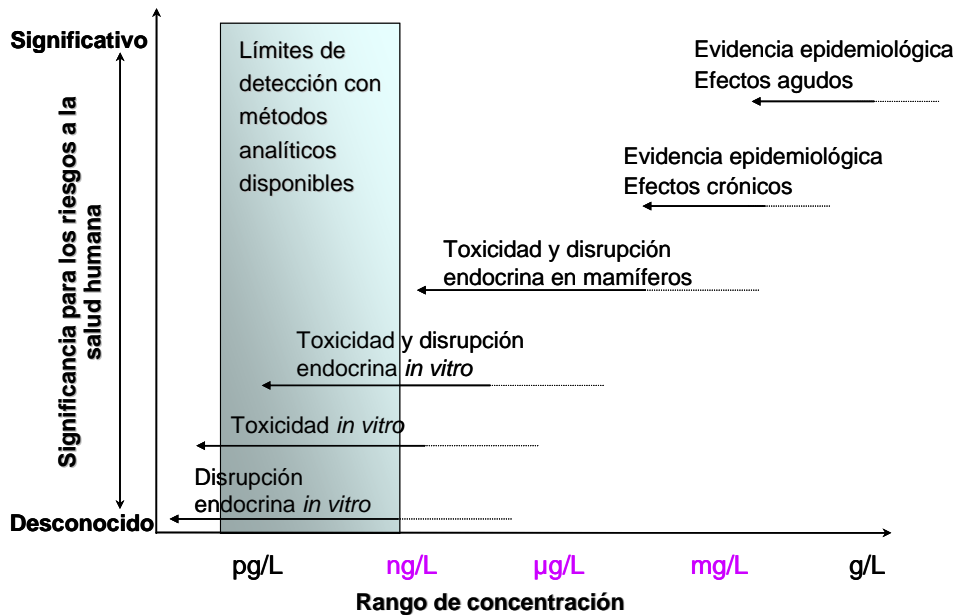 Significativo
Significancia para los riesgos a la
salud humana
Desconocido
Límites de
detección con
métodos
analíticos
disponibles
Evidencia epidemiológica
Efectos agudos
Evidencia epidemiológica
Efectos crónicos
Toxicidad y disrupción
endocrina en mamíferos
Toxicidad y disrupción
endocrina in vitro
Toxicidad in vitro
Disrupción
endocrina in vitro
pg/L
ng/L
µg/L
mg/L
g/L
Rango de concentración